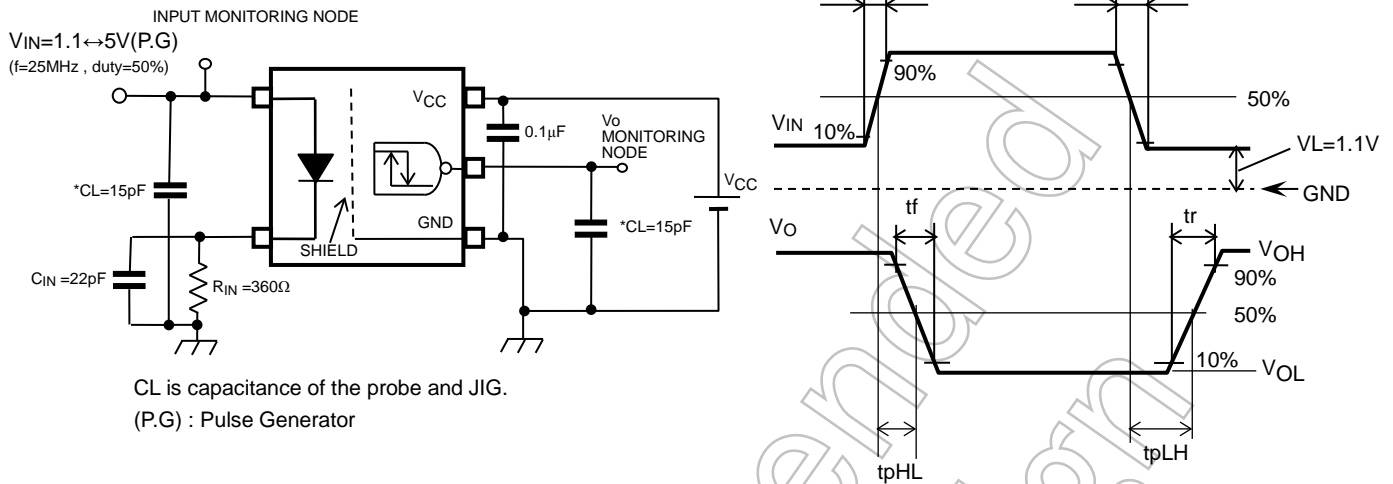 INPUT MONITORING NODE
VIN=1.1↔5V(P.G)
(f=25MHz , duty=50%)
VCC
0.1μF
Vo
MONITORING
NODE
*CL=15pF
VCC
GND
*CL=15pF
SHIELD
CIN =22pF
RIN =360Ω
CL is capacitance of the probe and JIG.
(P.G) : Pulse Generator
90%
50%
VIN
10%
VL=1.1V
GND
tf
tr
VO
VOH
90%
50%
10%
VOL
tpHL
tpLH
ended